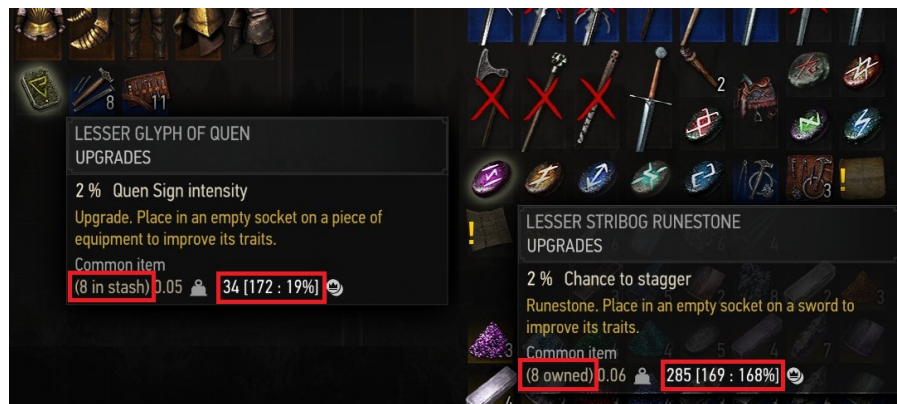 8
11
LESSER GLYPH OF QUEN
UPGRADES
2 % Quen Sign intensity
Upgrade. Place in an empty socket on a piece of
equipment to improve its traits.
Common item
(8 in stash) 0.05 34 [172 : 19%]
2
3
!
!
LESSER STRIBOG RUNESTONE
UPGRADES
2 % Chance to stagger
Runestone. Place in an empty socket on a sword to
improve its traits.
Common item
(8 owned) 0.06 285 [169 : 168%]
3
3
4